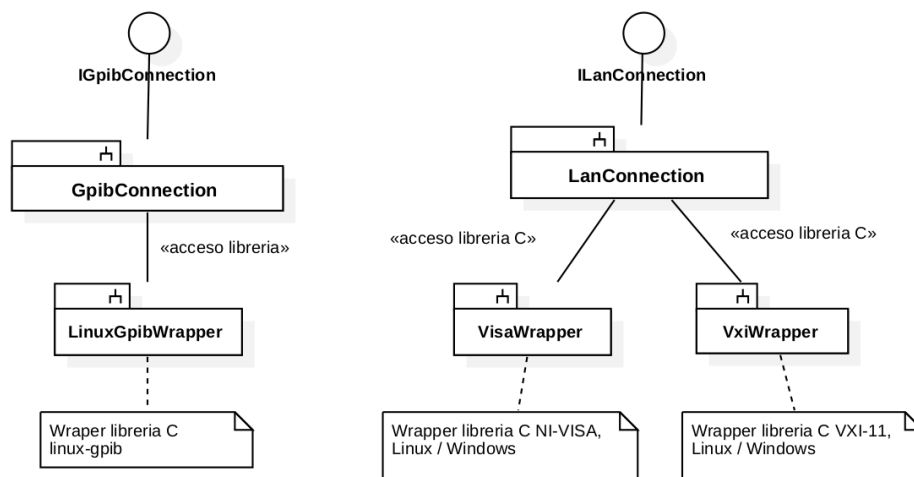 IGpibConnection
ILanConnection
GpibConnection
LanConnection
«acceso libreria»
«acceso libreria C»
«acceso libreria C»
LinuxGpibWrapper
VisaWrapper
VxiWrapper
Wraper libreria C
linux-gpib
Wrapper libreria C NI-VISA,
Linux / Windows
Wrapper libreria C VXI-11,
Linux / Windows